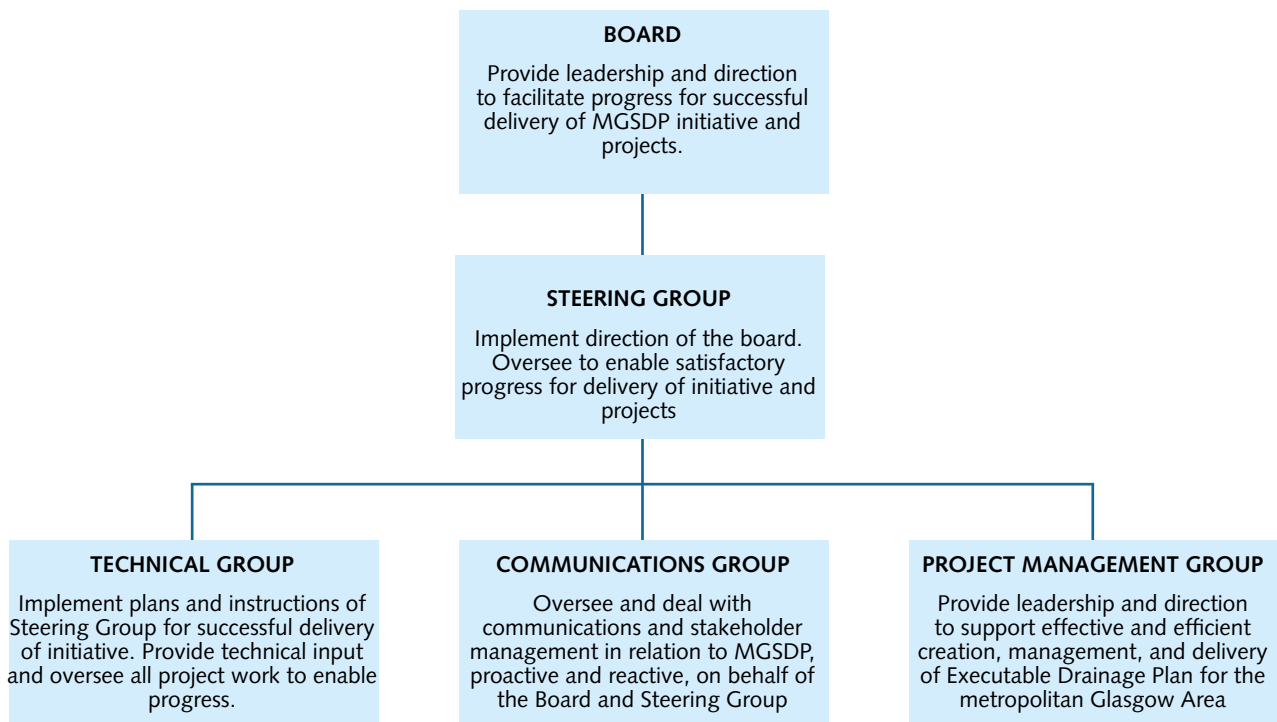 BOARD
Provide leadership and direction
to facilitate progress for successful
delivery of MGSDP initiative and
projects.
STEERING GROUP
Implement direction of the board.
Oversee to enable satisfactory
progress for delivery of initiative and
projects
TECHNICAL GROUP
Implement plans and instructions of
Steering Group for successful delivery
of initiative. Provide technical input
and oversee all project work to enable
progress.
COMMUNICATIONS GROUP
Oversee and deal with
communications and stakeholder
management in relation to MGSDP,
proactive and reactive, on behalf of
the Board and Steering Group
PROJECT MANAGEMENT GROUP
Provide leadership and direction
to support effective and efficient
creation, management, and delivery
of Executable Drainage Plan for the
metropolitan Glasgow Area